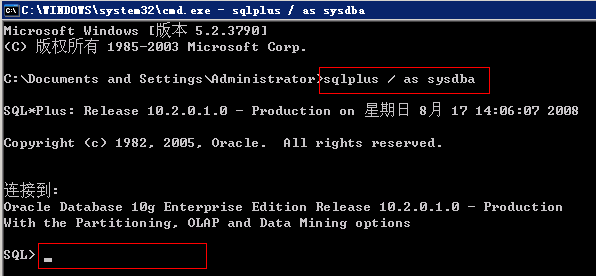 C:\WINDOWS\system32\cmd.exe - sqlplus / as sysdba
Microsoft Windows [版本 5.2.3790]
(C) 版权所有 1985-2003 Microsoft Corp.
C:\Documents and Settings\Administrator>sqlplus / as sysdba
SQL*Plus: Release 10.2.0.1.0 - Production on 星期日 8月 17 14:06:07 2008
Copyright (c) 1982, 2005, Oracle.  All rights reserved.
连接到:
Oracle Database 10g Enterprise Edition Release 10.2.0.1.0 - Production
With the Partitioning, OLAP and Data Mining options
SQL> _